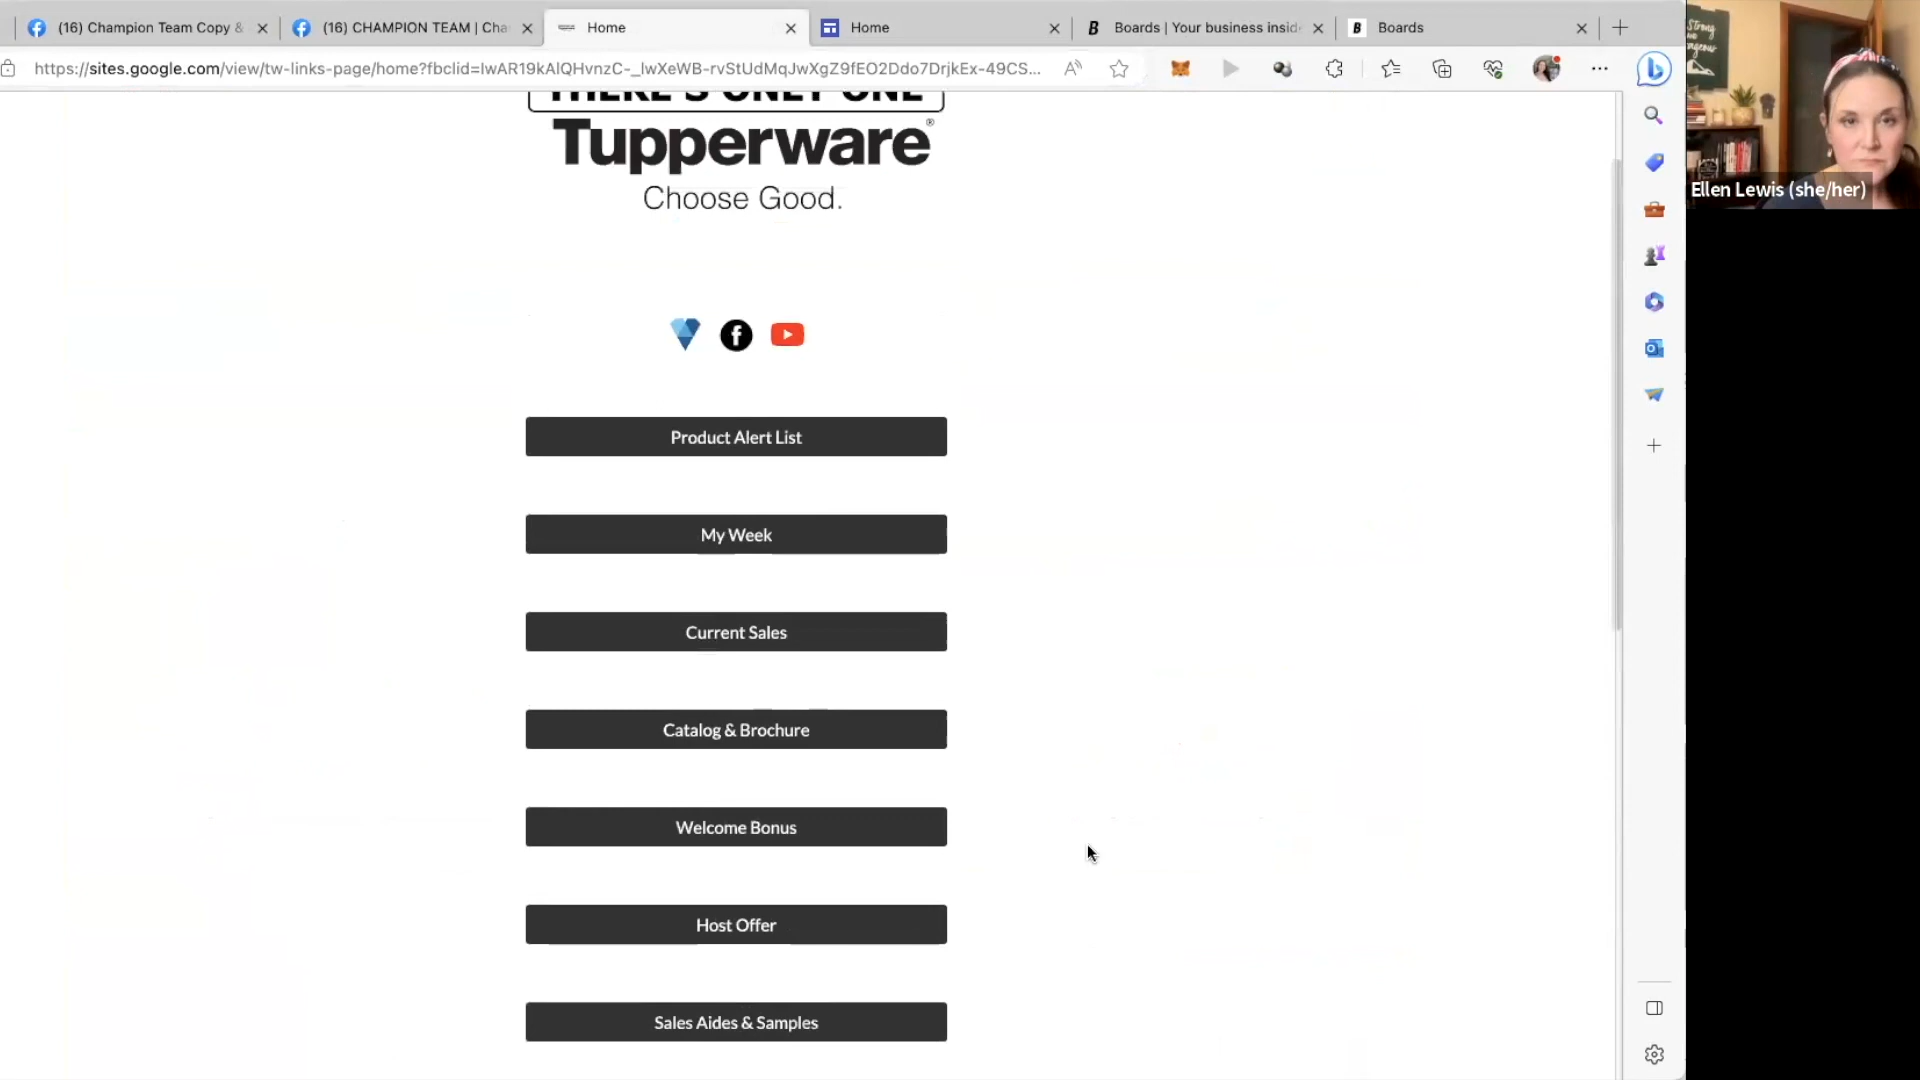 (16) Champion Team Copy &
(16) CHAMPION TEAM | Cha
Home
Home
Boards | Your business insid
Boards
https://sites.google.com/view/tw-links-page/home?fbclid=IwAR19kAlQHvnzC-_lwXeWB-rvStUdMqJwXgZ9fEO2Ddo7DrjkEx-49CS...
THERE'S ONLY ONE
Tupperware®
Choose Good.
Product Alert List
My Week
Current Sales
Catalog & Brochure
Welcome Bonus
Host Offer
Sales Aides & Samples
Strong
Ellen Lewis (she/her)